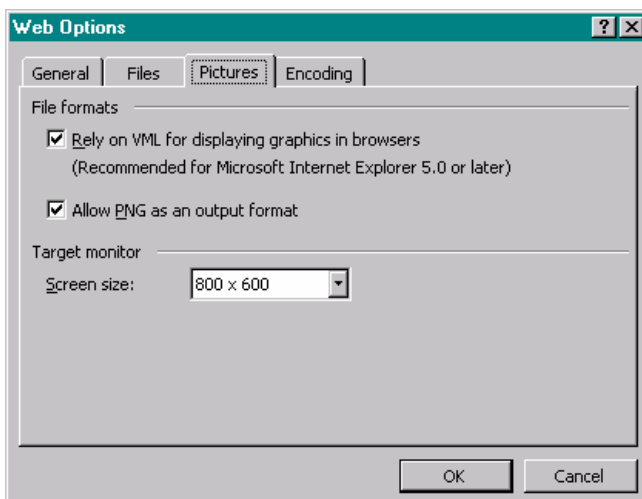 Web Options
General Files Pictures Encoding
File formats
Rely on VML for displaying graphics in browsers
(Recommended for Microsoft Internet Explorer 5.0 or later)
Allow PNG as an output format
Target monitor
Screen size: 800 x 600
OK Cancel